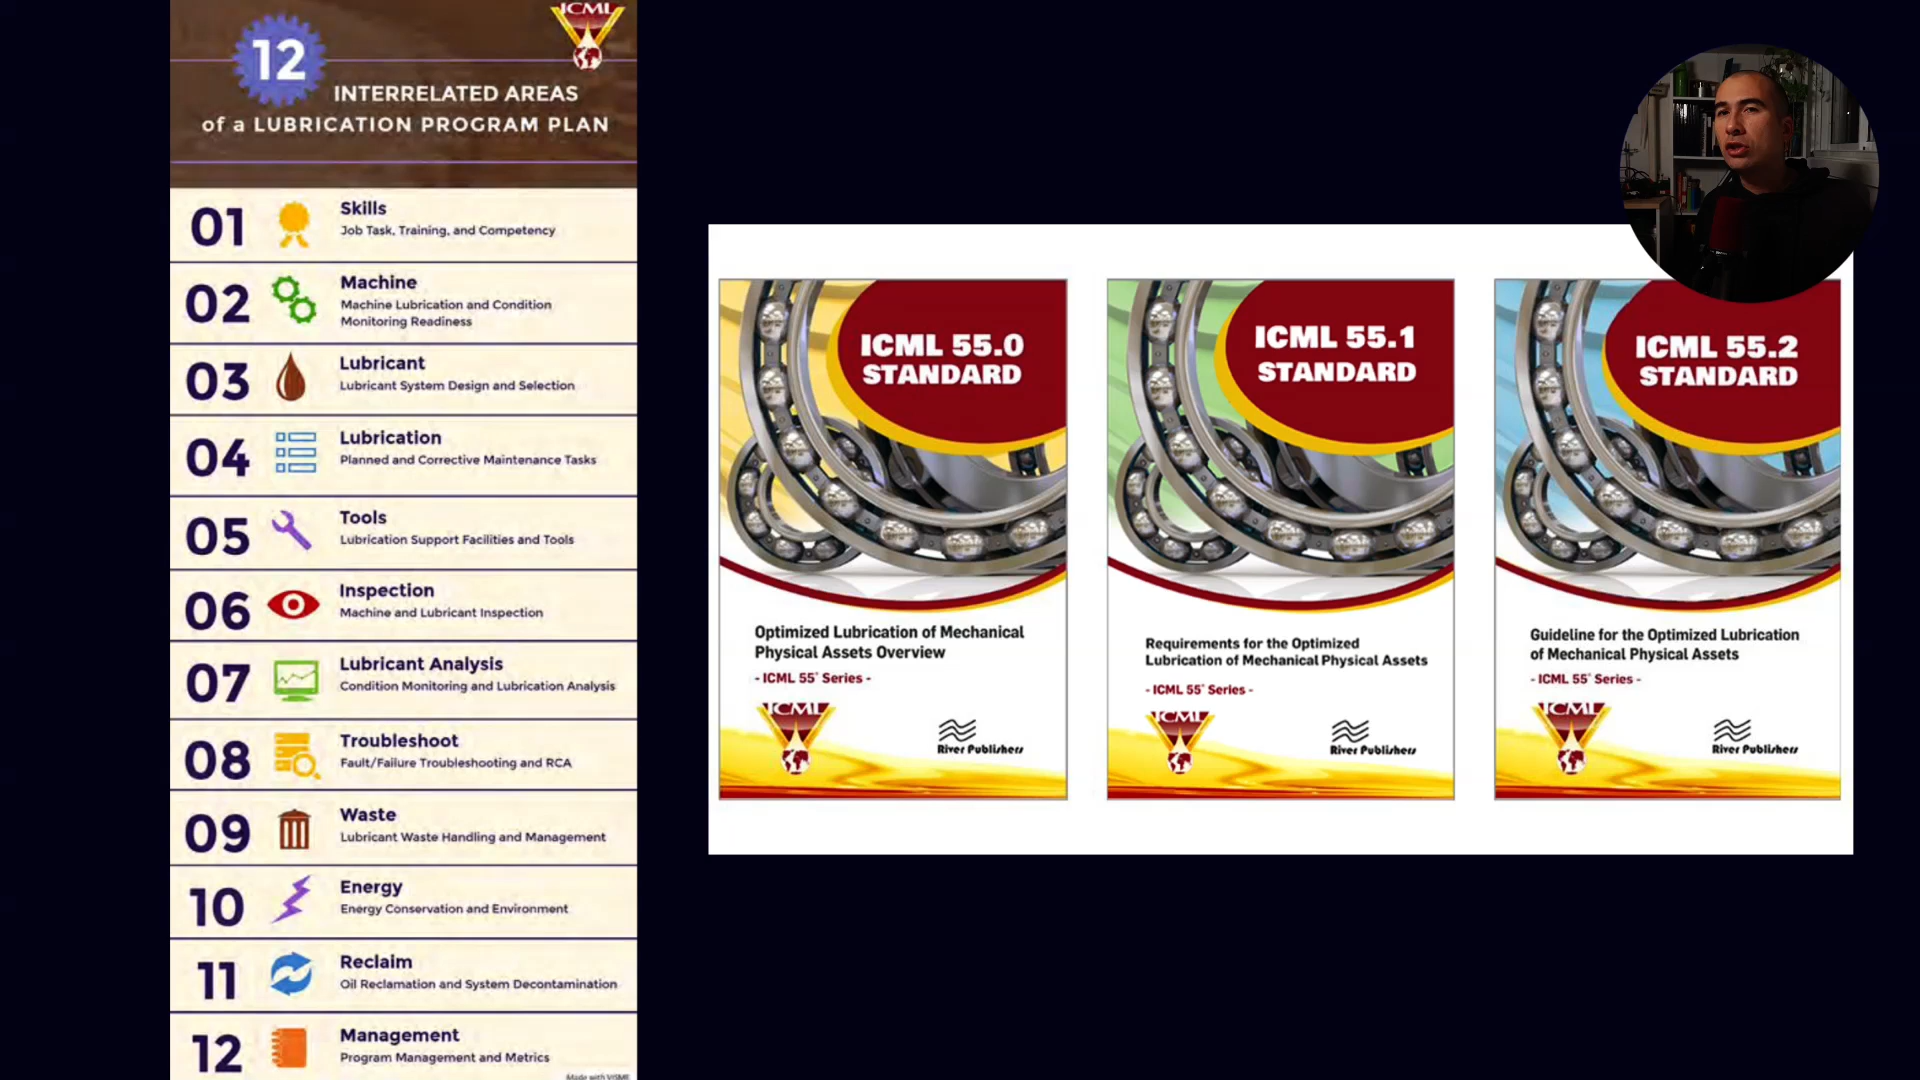 ICML
12
INTERRELATED AREAS
of a LUBRICATION PROGRAM PLAN
01
Skills
Job Task, Training, and Competency
02
Machine
Machine Lubrication and Condition
Monitoring Readiness
03
Lubricant
Lubricant System Design and Selection
04
Lubrication
Planned and Corrective Maintenance Tasks
05
Tools
Lubrication Support Facilities and Tools
06
Inspection
Machine and Lubricant Inspection
07
Lubricant Analysis
Condition Monitoring and Lubrication Analysis
08
Troubleshoot
Fault/Failure Troubleshooting and RCA
09
Waste
Lubricant Waste Handling and Management
10
Energy
Energy Conservation and Environment
11
Reclaim
Oil Reclamation and System Decontamination
12
Management
Program Management and Metrics
Made with VISME
ICML 55.0
STANDARD
Optimized Lubrication of Mechanical
Physical Assets Overview
- ICML 55® Series -
ICML
River Publishers
ICML 55.1
STANDARD
Requirements for the Optimized
Lubrication of Mechanical Physical Assets
- ICML 55® Series -
ICML
River Publishers
ICML 55.2
STANDARD
Guideline for the Optimized Lubrication
of Mechanical Physical Assets
- ICML 55® Series -
ICML
River Publishers